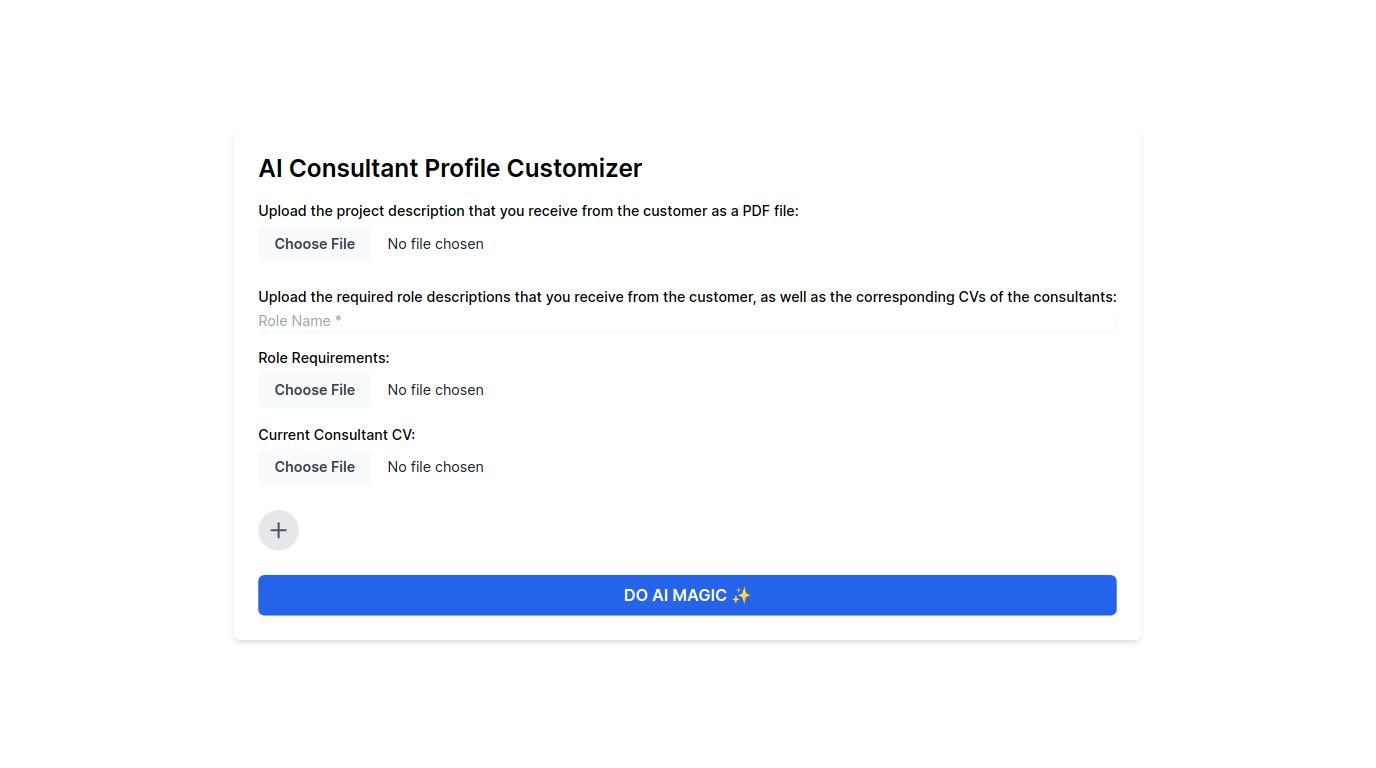 AI Consultant Profile Customizer
Upload the project description that you receive from the customer as a PDF file:
Choose File No file chosen
Upload the required role descriptions that you receive from the customer, as well as the corresponding CVs of the consultants:
Role Name *
Role Requirements:
Choose File No file chosen
Current Consultant CV:
Choose File No file chosen
DO AI MAGIC ✨